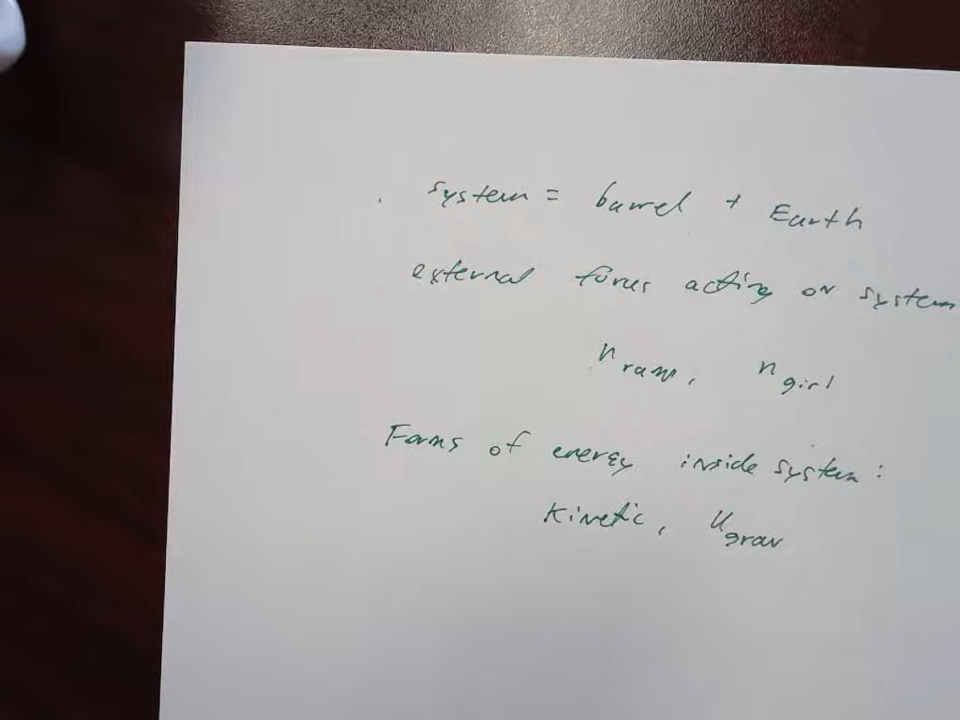 system = barrel + Earth
external forces acting on system
n ramp, n girl
Forms of energy inside system:
Kinetic, U grav